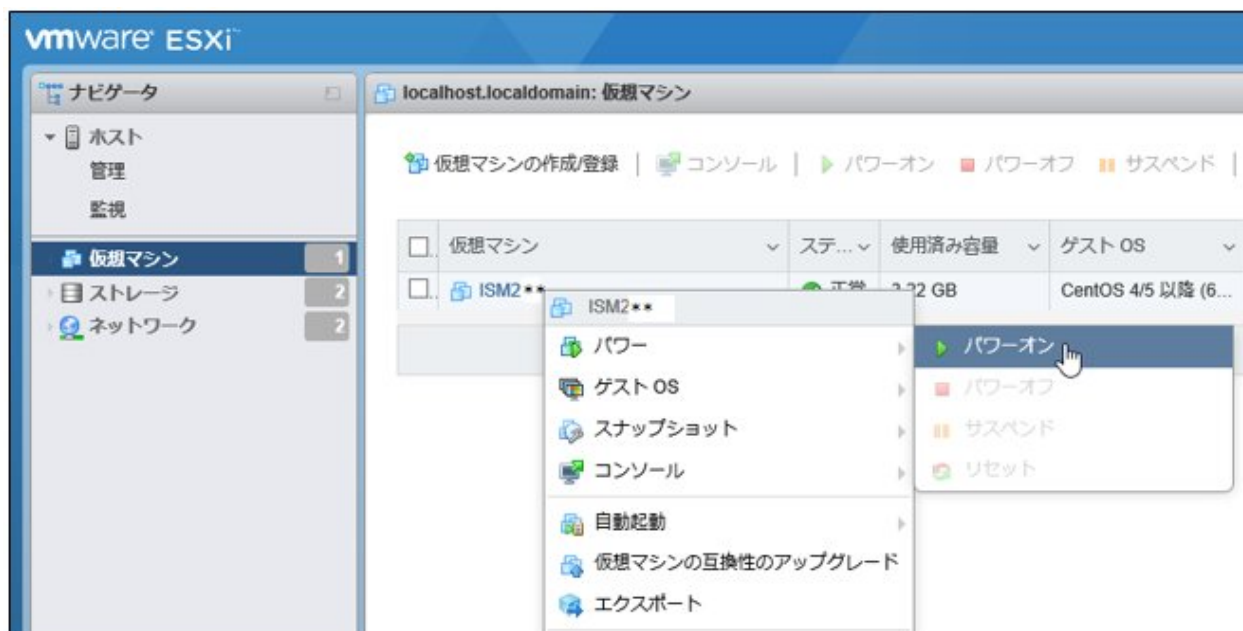 vmware ESXi™
ナビゲータ
localhost.localdomain: 仮想マシン
ホスト
管理
監視
仮想マシン 1
ストレージ 2
ネットワーク 2
仮想マシンの作成/登録 | コンソール | パワーオン パワーオフ サスペンド |
仮想マシン ステ... 使用済み容量 ゲスト OS
ISM2** 正常 GB CentOS 4/5 以降 (6...
ISM2**
パワー
ゲスト OS
スナップショット
コンソール
自動起動
仮想マシンの互換性のアップグレード
エクスポート
パワーオン
パワーオフ
サスペンド
リセット